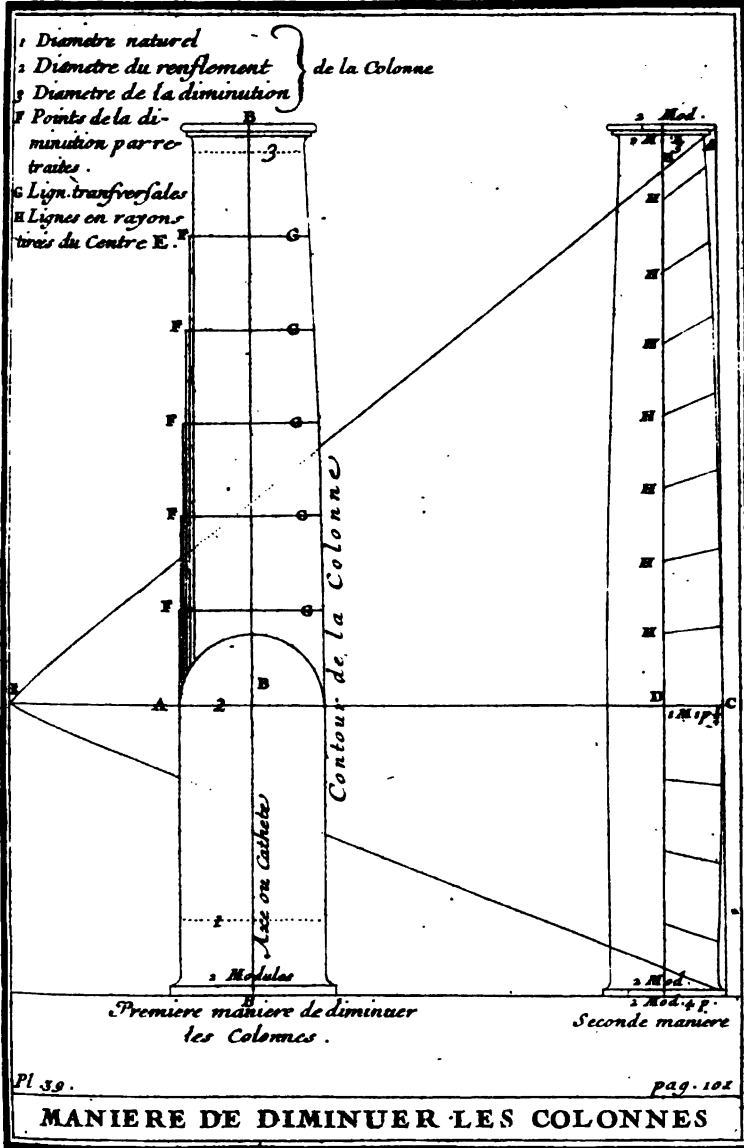 1 Diametre naturel
2 Diametre du renflement
3 Diametre de la diminution
de la Colonne
F Points de la di-
minution par re-
traites.
G Lign. tranſverſales
H Lignes en rayons
tirées du Centre E.
B
3
F G
F G
F G
F G
F G
B
A 2
Contour de la Colonne
Axe ou Cathete
1
2 Modules
B
Premiere maniere de diminuer
les Colonnes.
2 Mod.
H
H
H
H
H
H
H
D C
2 Mod.
2 Mod. 4 p.
Seconde maniere
Pl 39.
pag. 102
MANIERE DE DIMINUER LES COLONNES